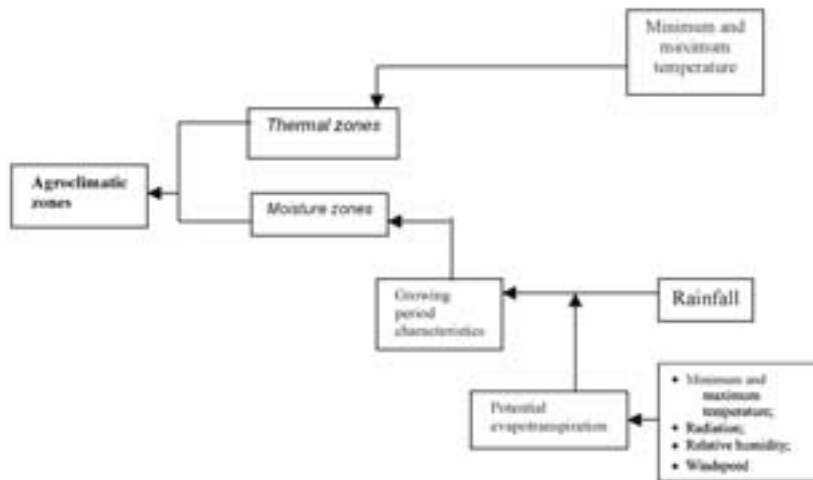 Minimum and
maximum
temperature
Thermal zones
Agroclimatic
zones
Moisture zones
Growing
period
characteristics
Rainfall
Potential
evapotranspiration
• Minimum and
maximum
temperature;
• Radiation;
• Relative humidity;
• Windspeed